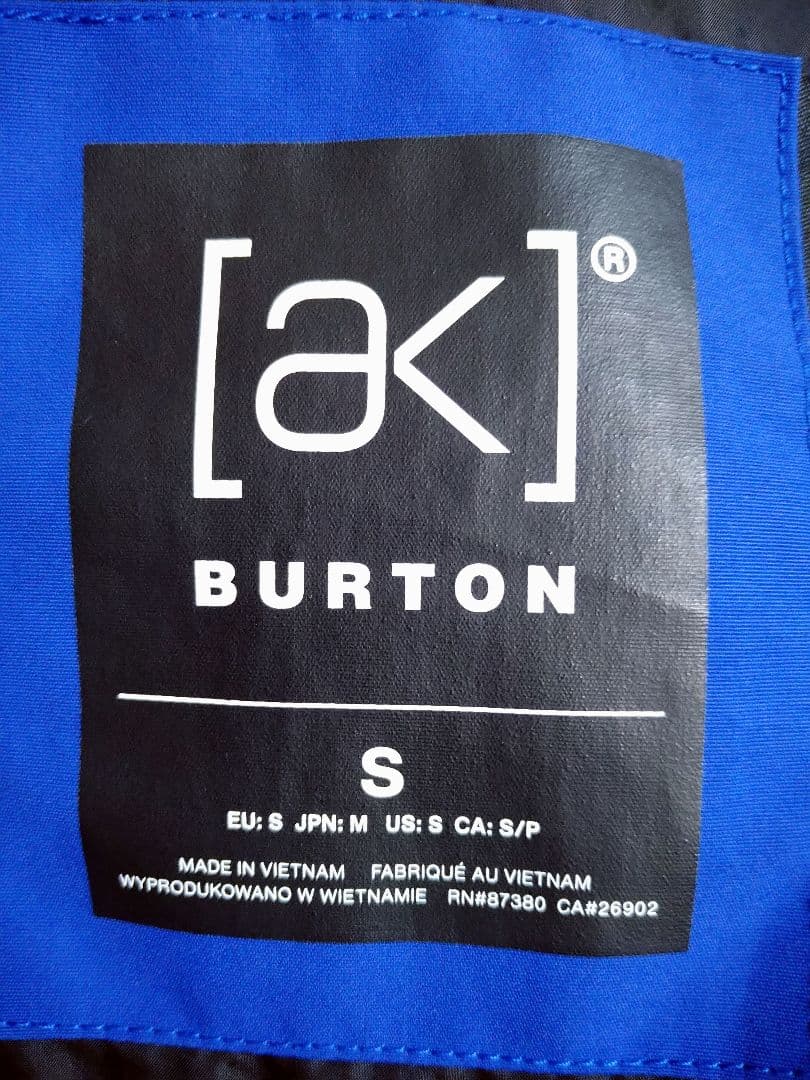 [ak]®
BURTON
S
EU: S JPN: M US: S CA: S/P
MADE IN VIETNAM FABRIQUÉ AU VIETNAM
WYPRODUKOWANO W WIETNAMIE RN#87380 CA#26902